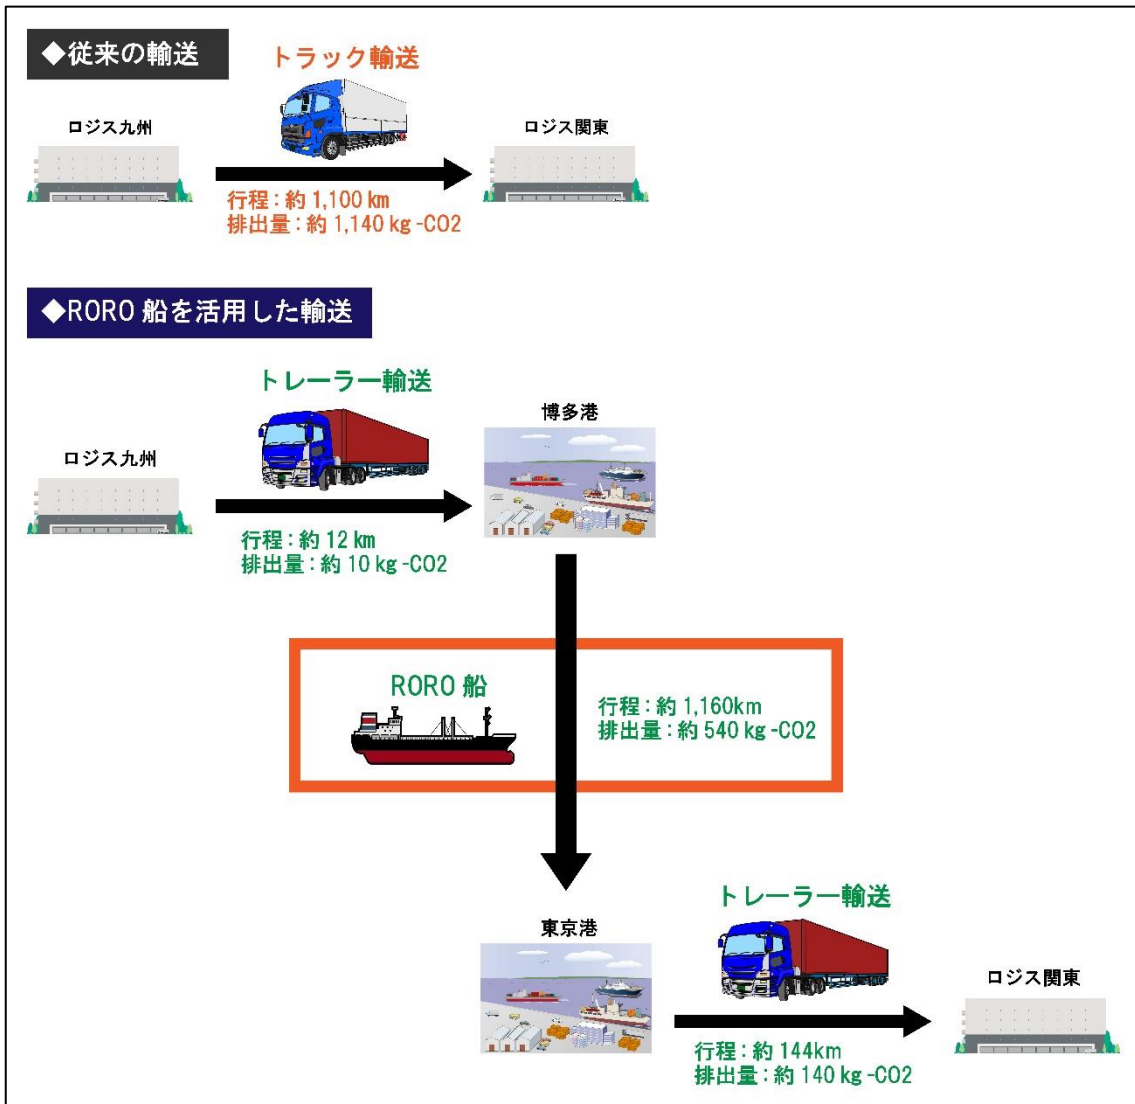 ◆従来の輸送
トラック輸送
ロジス九州
ロジス関東
行程：約 1,100 km
排出量：約 1,140 kg -CO2
◆RORO 船を活用した輸送
トレーラー輸送
博多港
ロジス九州
行程：約 12 km
排出量：約 10 kg -CO2
RORO 船
行程：約 1,160km
排出量：約 540 kg -CO2
トレーラー輸送
東京港
ロジス関東
行程：約 144km
排出量：約 140 kg -CO2